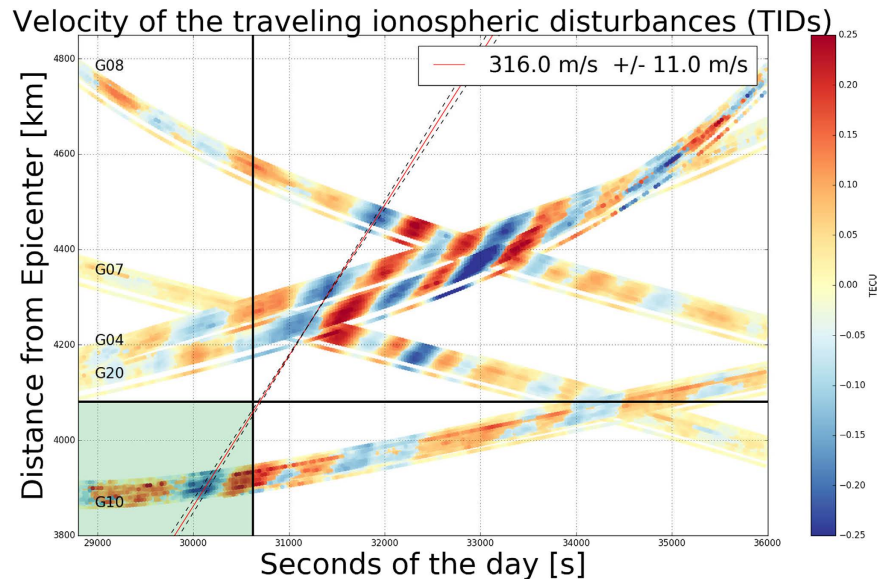 Velocity of the traveling ionospheric disturbances (TIDs)
316.0 m/s +/- 11.0 m/s
Distance from Epicenter [km]
4800
4600
4400
4200
4000
3800
G08
G07
G04
G20
G10
29000 30000 31000 32000 33000 34000 35000 36000
Seconds of the day [s]
0.25
0.20
0.15
0.10
0.05
0.00
−0.05
−0.10
−0.15
−0.20
−0.25
TECU